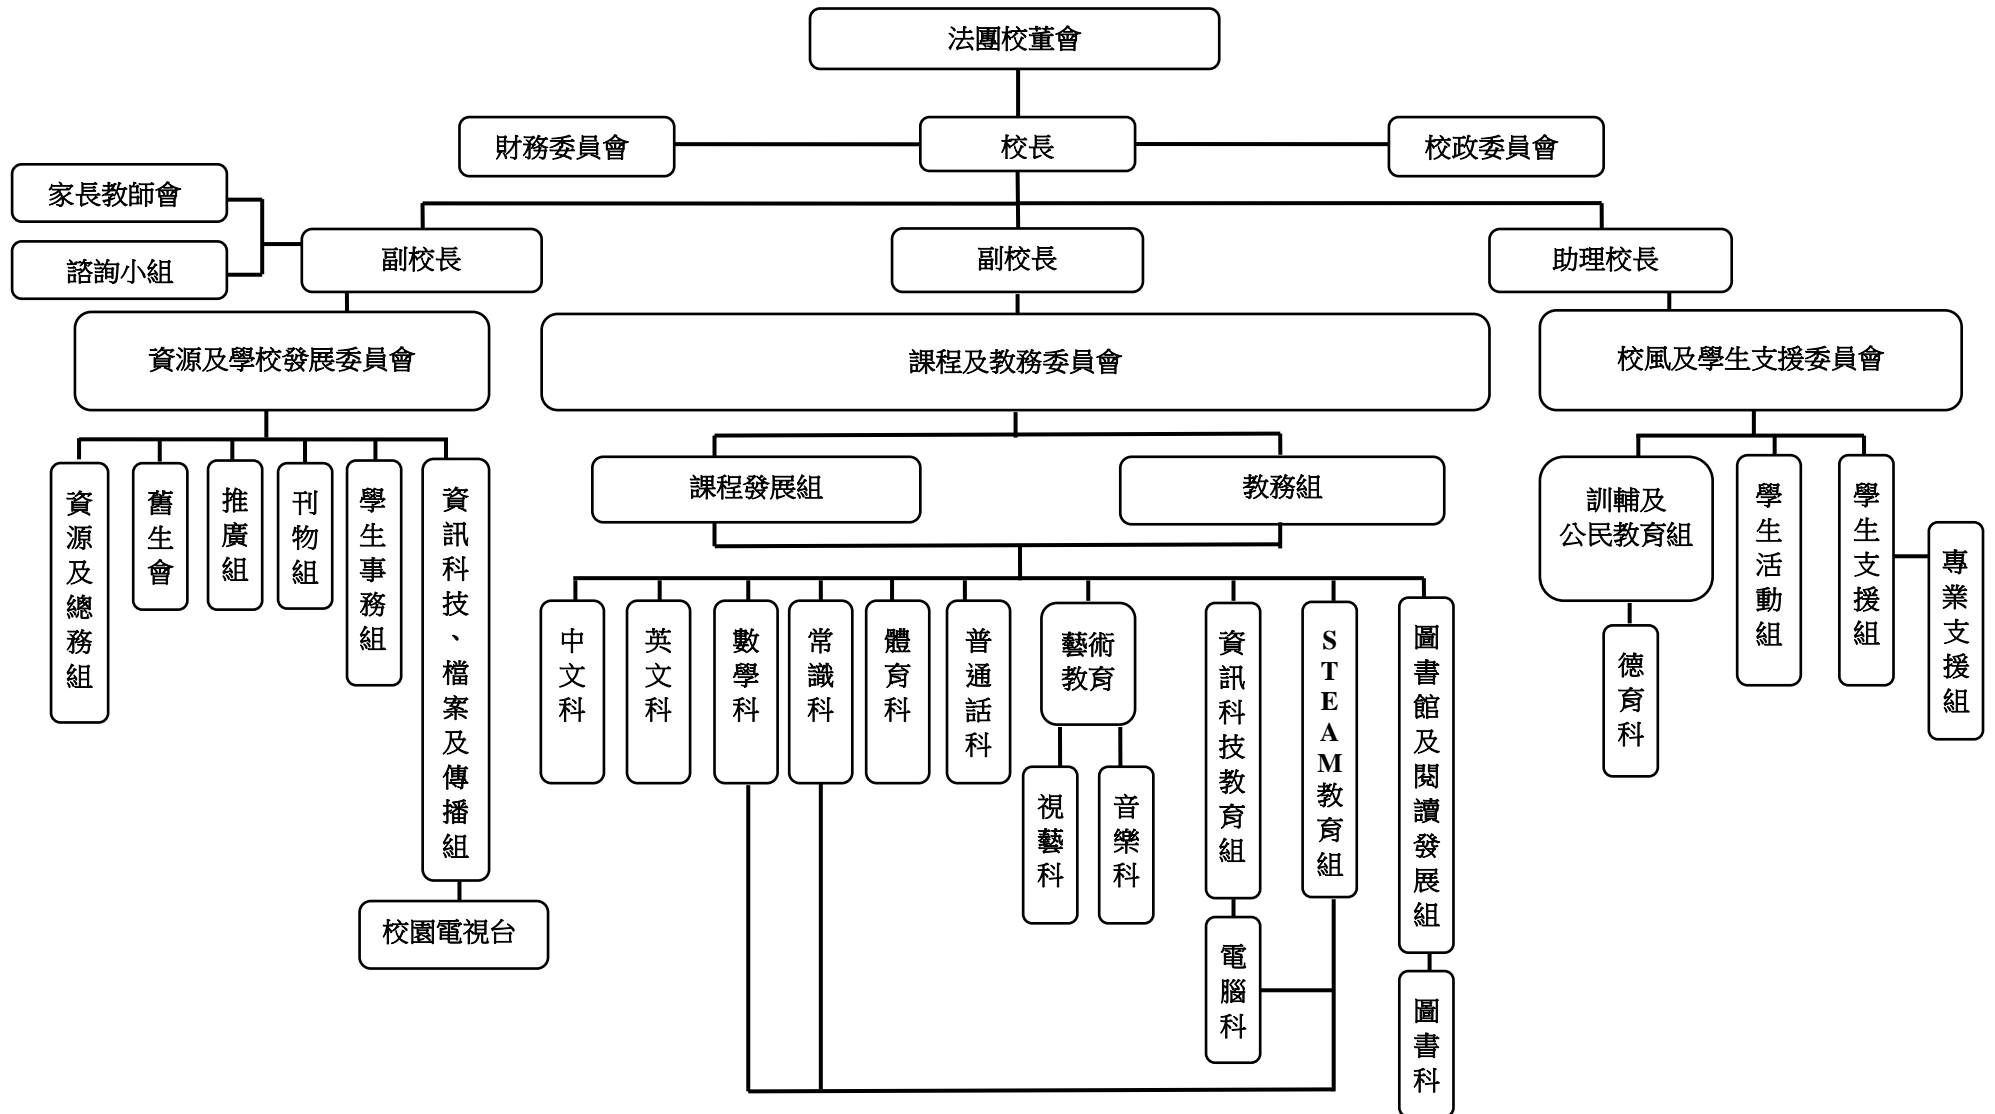 法團校董會
財務委員會
校長
校政委員會
家長教師會
諮詢小組
副校長
副校長
助理校長
資源及學校發展委員會
課程及教務委員會
校風及學生支援委員會
資源及總務組
舊生會
推廣組
刊物組
學生事務組
資訊科技、檔案及傳播組
校園電視台
課程發展組
教務組
中文科
英文科
數學科
常識科
體育科
普通話科
藝術
教育
視藝科
音樂科
資訊科技教育組
電腦科
STEAM教育組
圖書館及閱讀發展組
圖書科
訓輔及
公民教育組
德育科
學生活動組
學生支援組
專業支援組